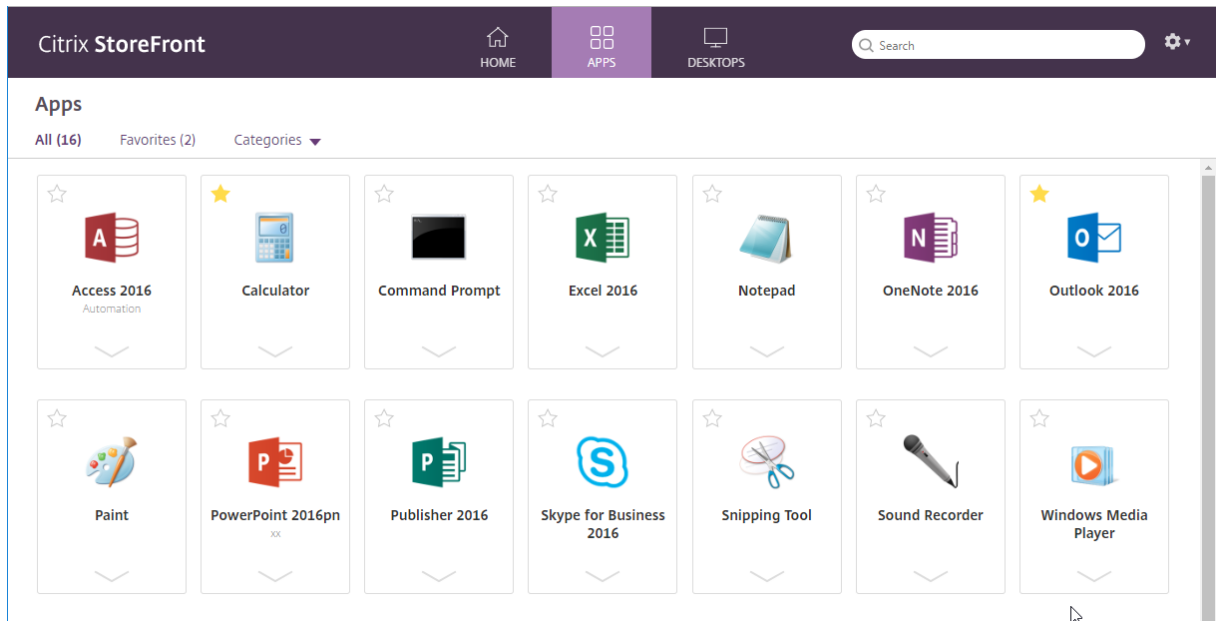 Citrix StoreFront
HOME
APPS
DESKTOPS
Search
Apps
All (16)
Favorites (2)
Categories
Access 2016
Automation
Calculator
Command Prompt
Excel 2016
Notepad
OneNote 2016
Outlook 2016
Paint
PowerPoint 2016pn
xx
Publisher 2016
Skype for Business
2016
Snipping Tool
Sound Recorder
Windows Media
Player